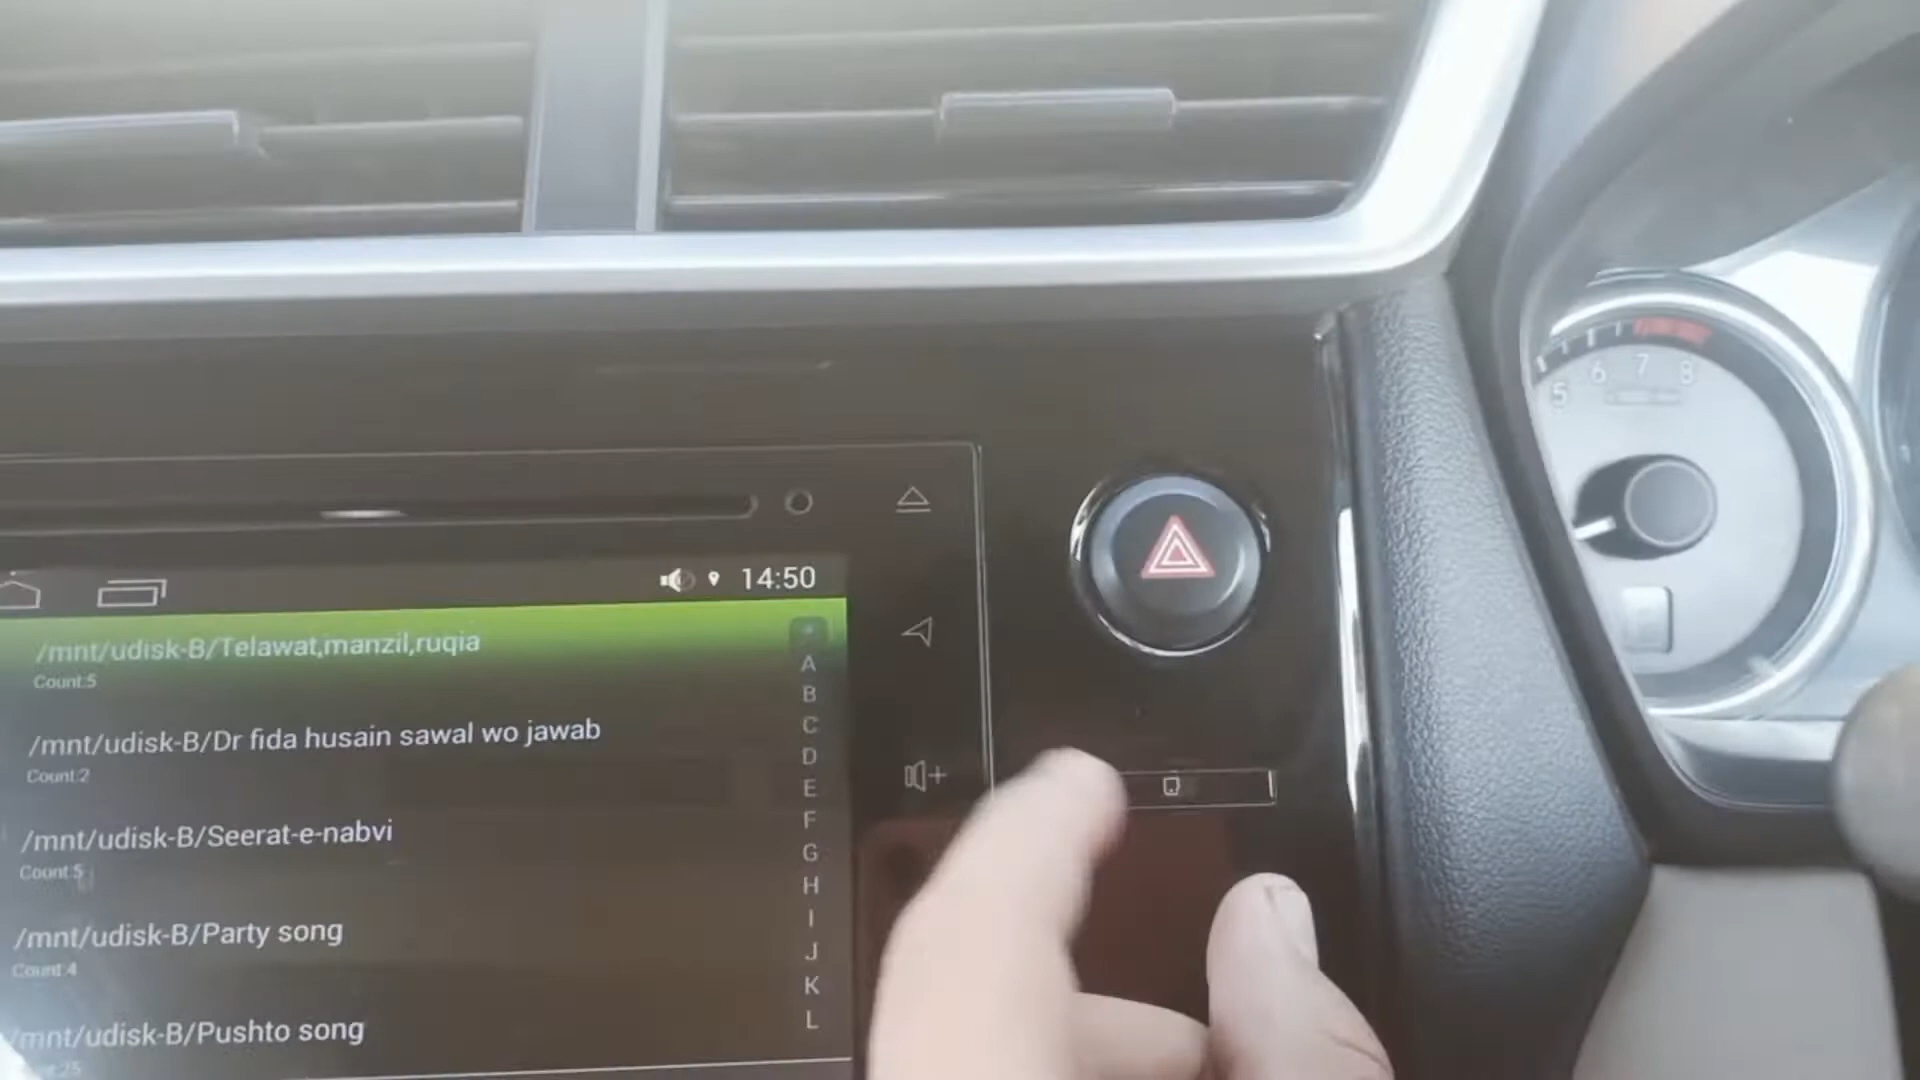 14:50
/mnt/udisk-B/Telawat,manzil,ruqia
Count:5
/mnt/udisk-B/Dr fida husain sawal wo jawab
Count:2
/mnt/udisk-B/Seerat-e-nabvi
Count:5
/mnt/udisk-B/Party song
Count:4
/mnt/udisk-B/Pushto song
A
B
C
D
E
F
G
H
I
J
K
L
5
6
7
8